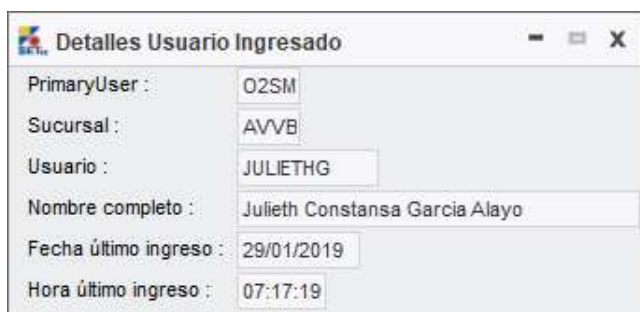 Detalles Usuario Ingresado
PrimaryUser : O2SM
Sucursal : AVVB
Usuario : JULIETHG
Nombre completo : Julieth Constansa Garcia Alayo
Fecha último ingreso : 29/01/2019
Hora último ingreso : 07:17:19